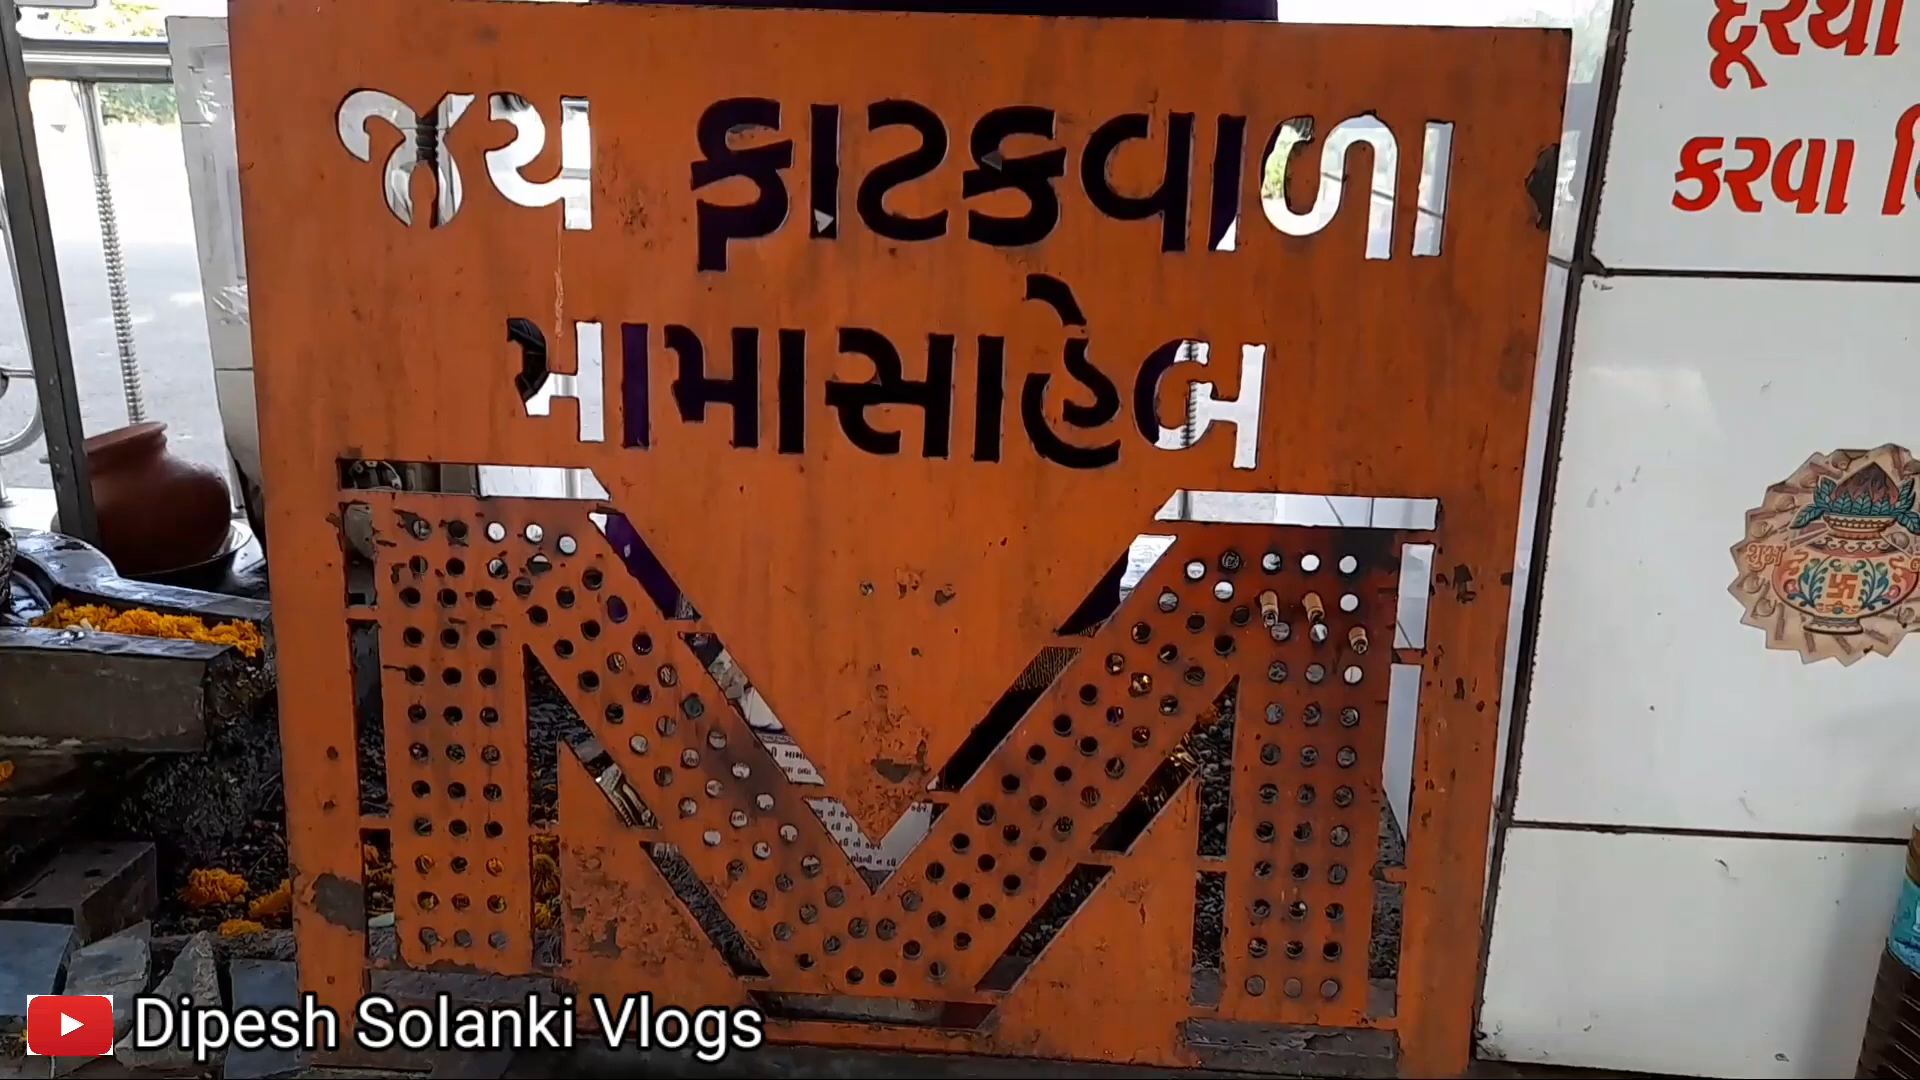 જય ફાટકવાળા
મામાસાહેબ
દૂરથી
કરવા
શુભ
Dipesh Solanki Vlogs